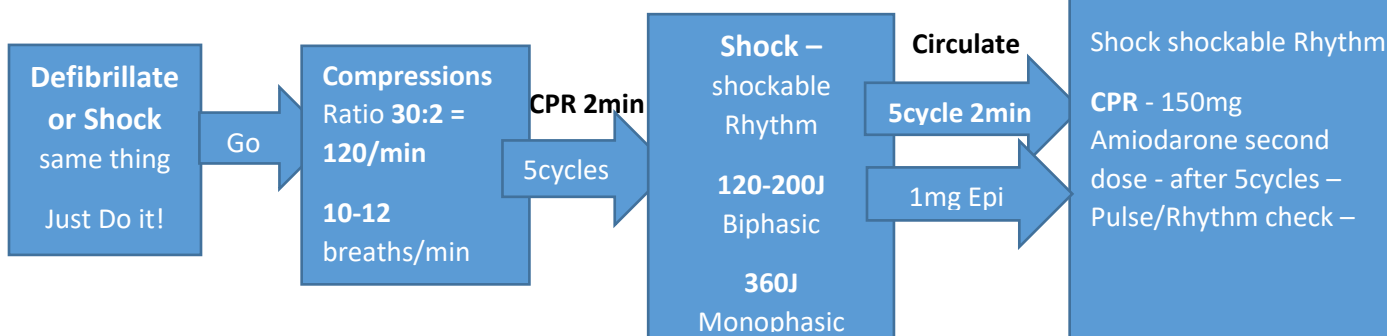 Defibrillate
or Shock
same thing
Just Do it!
Go
Compressions
Ratio 30:2 =
120/min
10-12
breaths/min
CPR 2min
5cycles
Shock –
shockable
Rhythm
120-200J
Biphasic
360J
Monophasic
Circulate
5cycle 2min
1mg Epi
Shock shockable Rhythm
CPR - 150mg
Amiodarone second
dose - after 5cycles –
Pulse/Rhythm check –